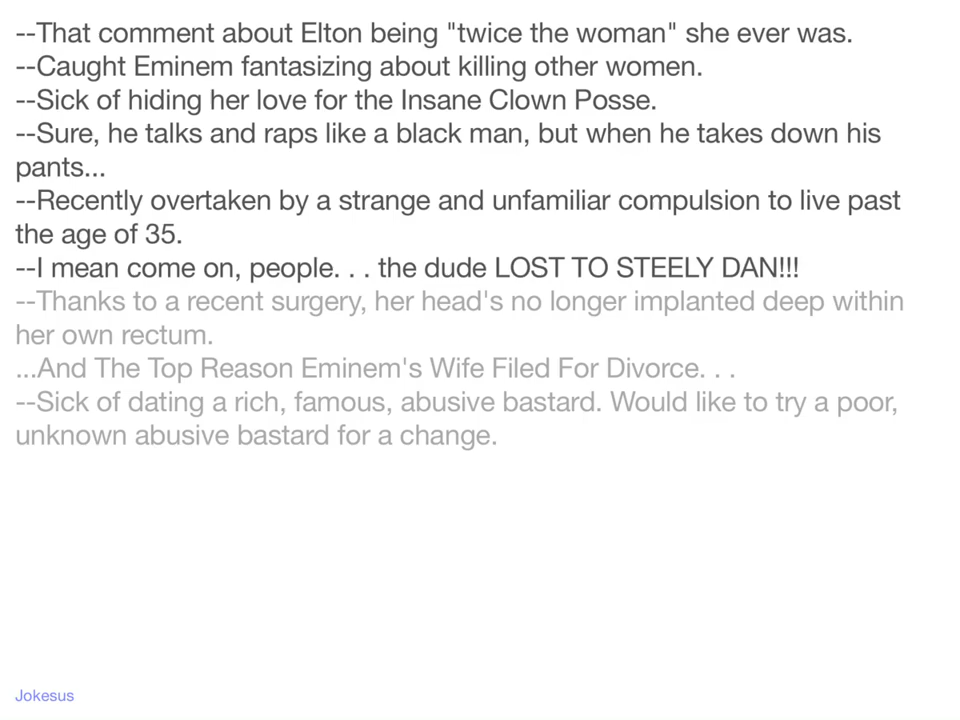 --That comment about Elton being "twice the woman" she ever was.
--Caught Eminem fantasizing about killing other women.
--Sick of hiding her love for the Insane Clown Posse.
--Sure, he talks and raps like a black man, but when he takes down his
pants...
--Recently overtaken by a strange and unfamiliar compulsion to live past
the age of 35.
--I mean come on, people. . . the dude LOST TO STEELY DAN!!!
--Thanks to a recent surgery, her head's no longer implanted deep within
her own rectum.
...And The Top Reason Eminem's Wife Filed For Divorce. . .
--Sick of dating a rich, famous, abusive bastard. Would like to try a poor,
unknown abusive bastard for a change.
Jokesus